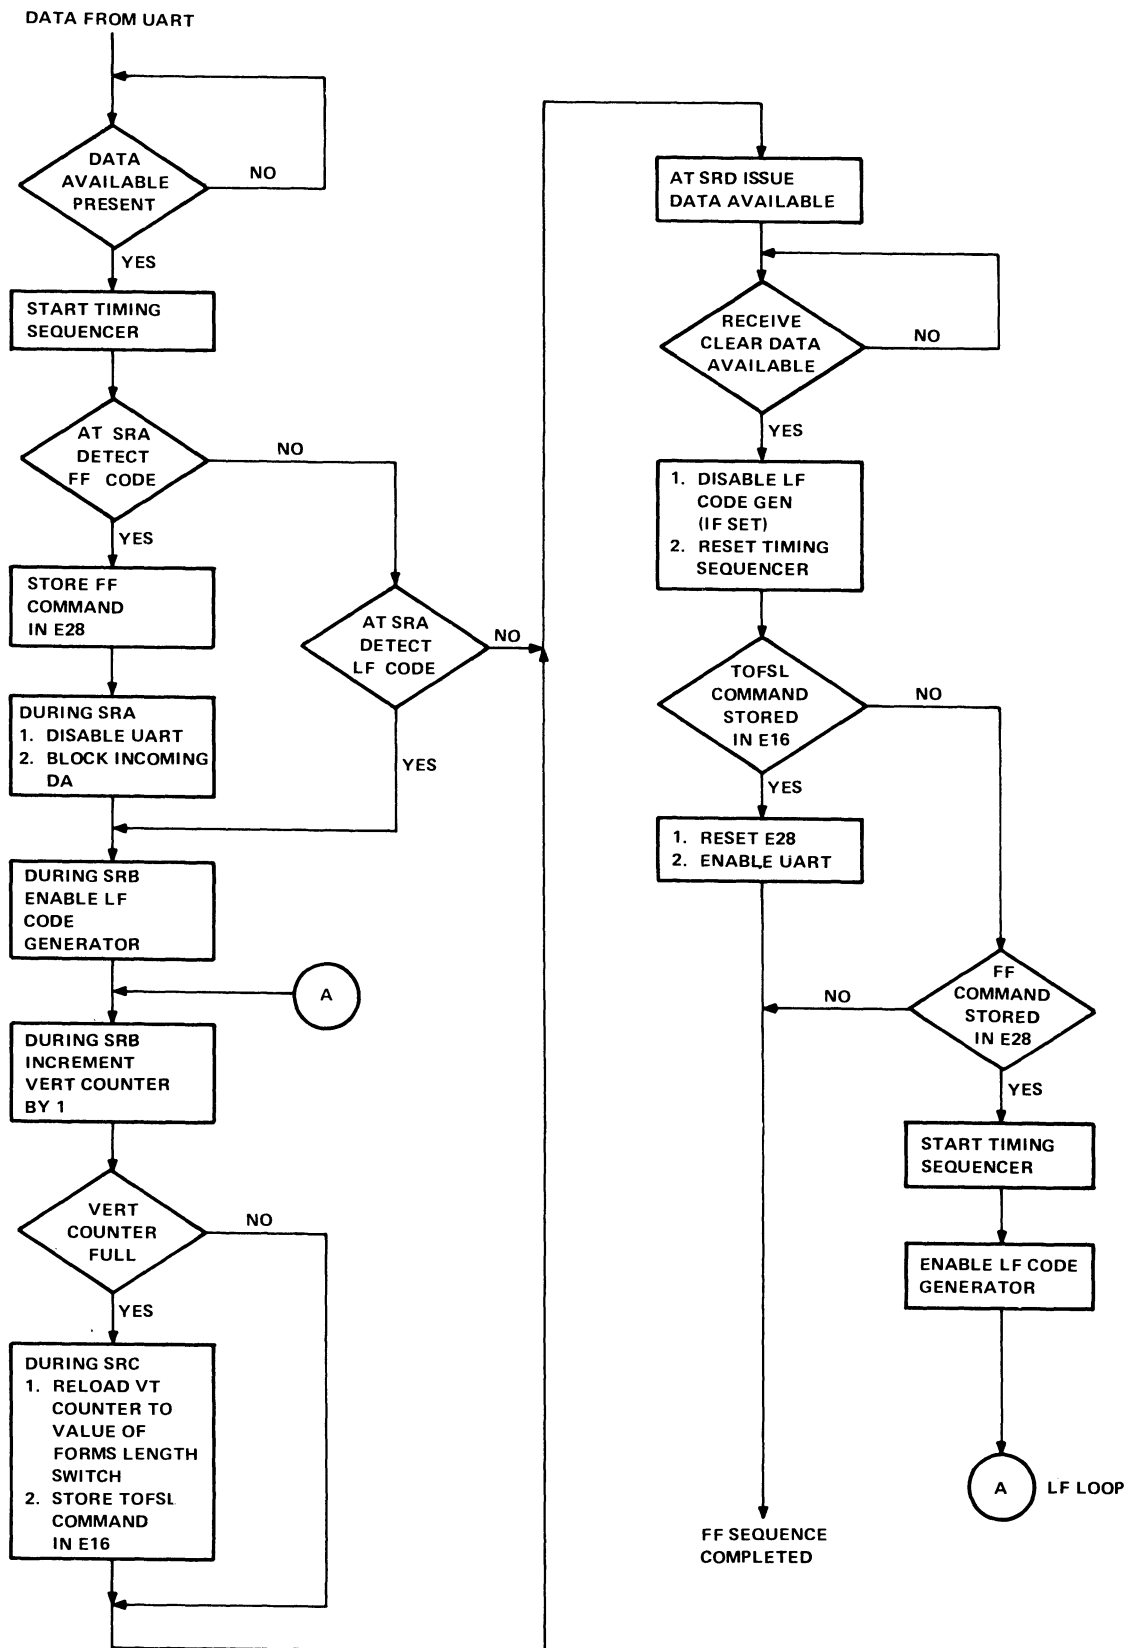 DATA FROM UART
DATA
AVAILABLE
PRESENT
NO
YES
START TIMING
SEQUENCER
AT SRA
DETECT
FF CODE
NO
YES
STORE FF
COMMAND
IN E28
AT SRA
DETECT
LF CODE
NO
YES
DURING SRA
1. DISABLE UART
2. BLOCK INCOMING
DA
DURING SRB
ENABLE LF
CODE
GENERATOR
A
DURING SRB
INCREMENT
VERT COUNTER
BY 1
VERT
COUNTER
FULL
NO
YES
DURING SRC
1. RELOAD VT
COUNTER TO
VALUE OF
FORMS LENGTH
SWITCH
2. STORE TOFSL
COMMAND
IN E16
AT SRD ISSUE
DATA AVAILABLE
RECEIVE
CLEAR DATA
AVAILABLE
NO
YES
1. DISABLE LF
CODE GEN
(IF SET)
2. RESET TIMING
SEQUENCER
TOFSL
COMMAND
STORED
IN E16
NO
YES
1. RESET E28
2. ENABLE UART
FF
COMMAND
STORED
IN E28
NO
YES
START TIMING
SEQUENCER
ENABLE LF CODE
GENERATOR
A
LF LOOP
FF SEQUENCE
COMPLETED